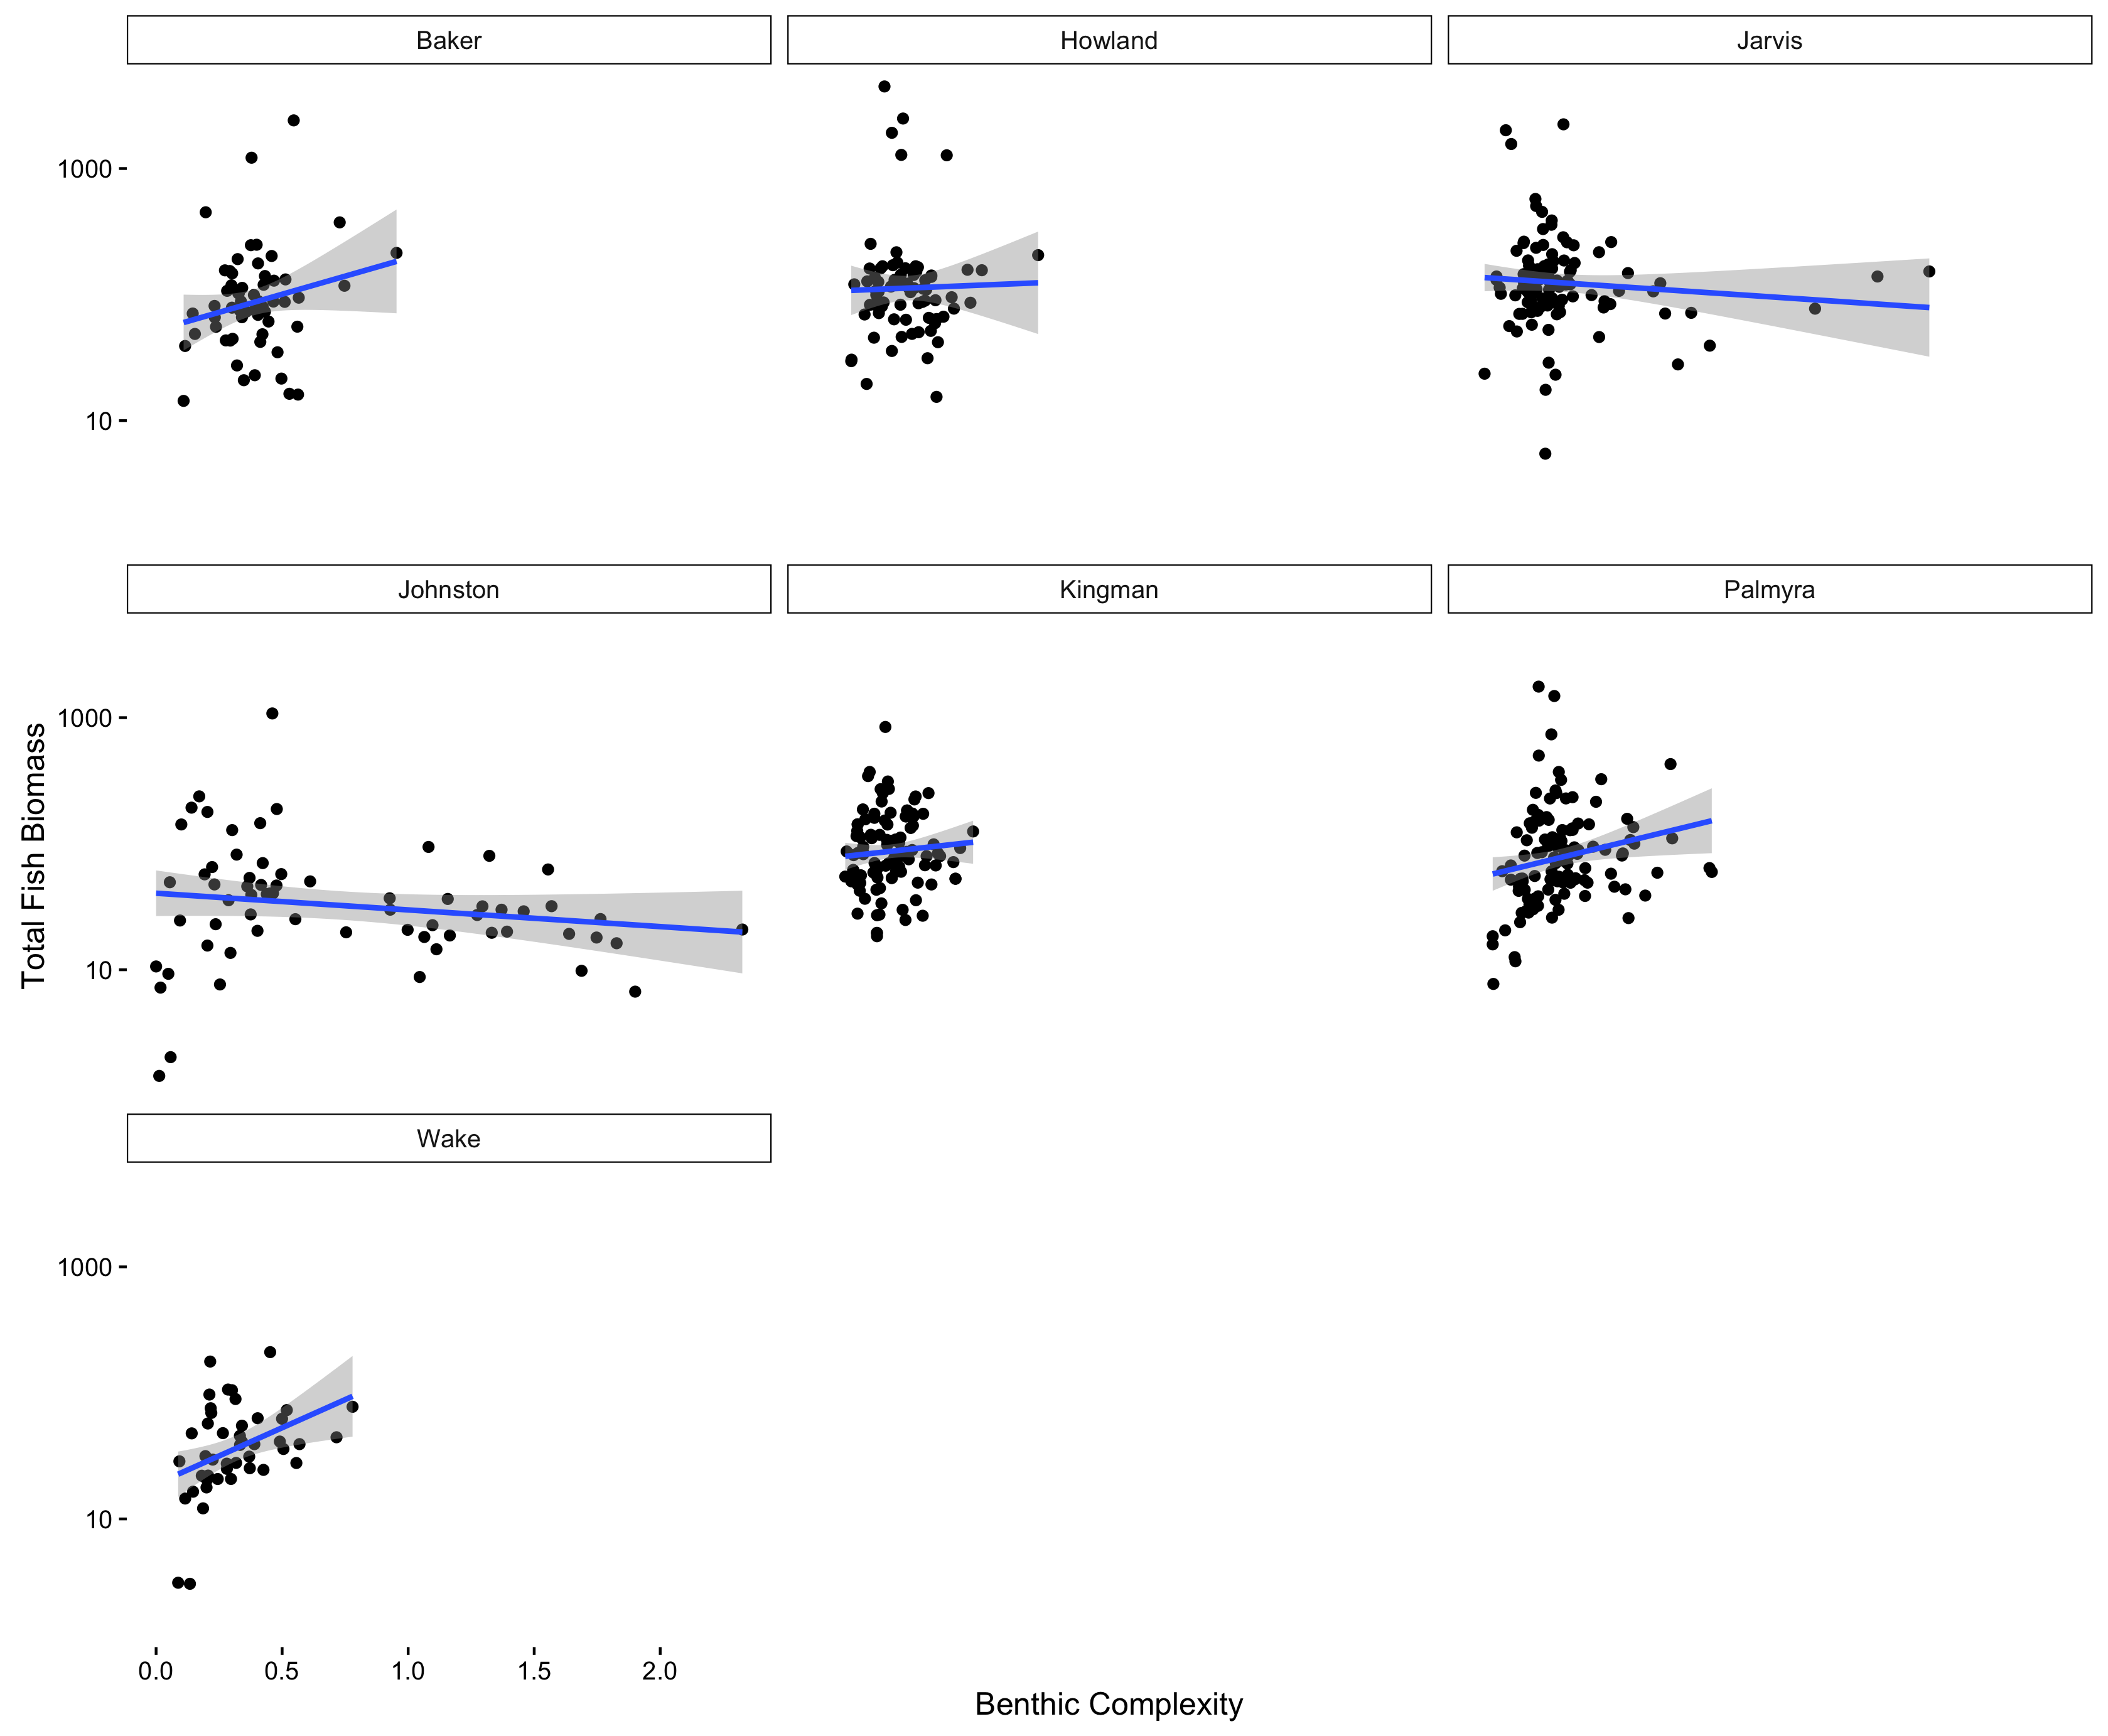 Baker
Howland
Jarvis
1000
10
Johnston
Kingman
Palmyra
1000
10
Total Fish Biomass
Wake
1000
10
0.0 0.5 1.0 1.5 2.0
Benthic Complexity